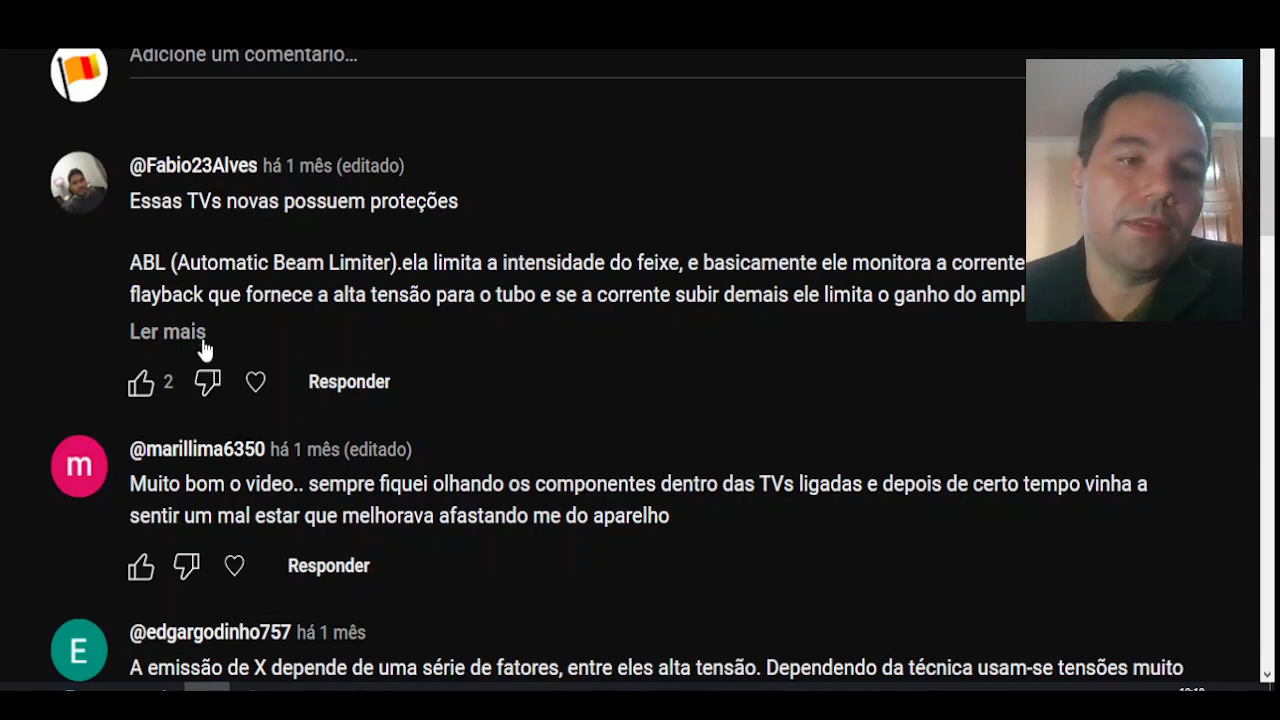 Adicione um comentário...
@Fabio23Alves há 1 mês (editado)
Essas TVs novas possuem proteções
ABL (Automatic Beam Limiter).ela limita a intensidade do feixe, e basicamente ele monitora a corrente
flayback que fornece a alta tensão para o tubo e se a corrente subir demais ele limita o ganho do ampl
Ler mais
2 Responder
m @marillima6350 há 1 mês (editado)
Muito bom o video.. sempre fiquei olhando os componentes dentro das TVs ligadas e depois de certo tempo vinha a
sentir um mal estar que melhorava afastando me do aparelho
Responder
E @edgargodinho757 há 1 mês
A emissão de X depende de uma série de fatores, entre eles alta tensão. Dependendo da técnica usam-se tensões muito